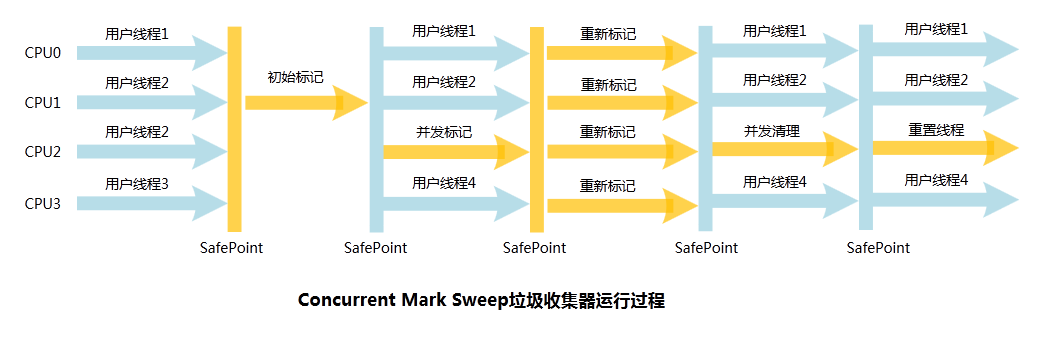 用户线程1
用户线程1
重新标记
用户线程1
用户线程1
CPU0
用户线程2
初始标记
用户线程2
重新标记
用户线程2
用户线程2
CPU1
用户线程2
并发标记
重新标记
并发清理
重置线程
CPU2
用户线程3
用户线程4
重新标记
用户线程4
用户线程4
CPU3
SafePoint
SafePoint
SafePoint
SafePoint
SafePoint
Concurrent Mark Sweep垃圾收集器运行过程